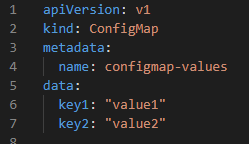 1 apiVersion: v1
2 kind: ConfigMap
3 metadata:
4   name: configmap-values
5 data:
6   key1: "value1"
7   key2: "value2"
8